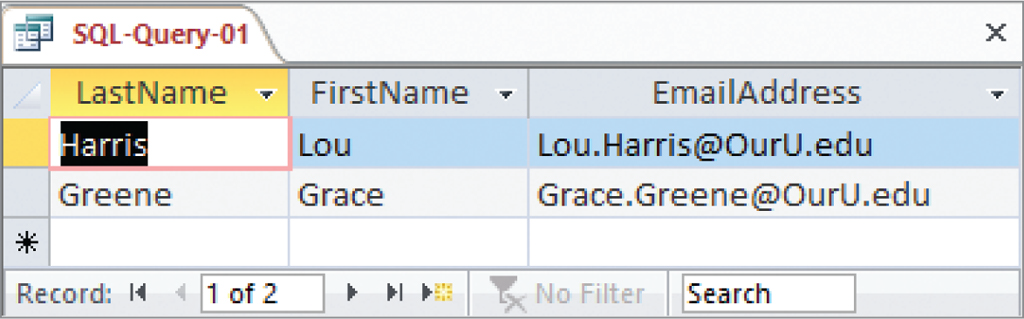 SQL-Query-01
LastName FirstName EmailAddress
Harris Lou Lou.Harris@OurU.edu
Greene Grace Grace.Greene@OurU.edu
Record: 1 of 2 No Filter Search